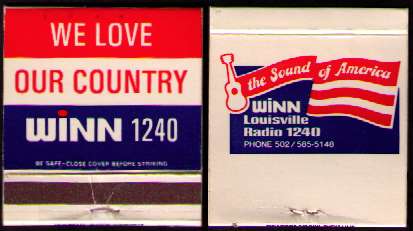 WE LOVE
OUR COUNTRY
WiNN 1240
BE SAFE-CLOSE COVER BEFORE STRIKING
the Sound of America
WiNN
Louisville
Radio 1240
PHONE 502/585-5148